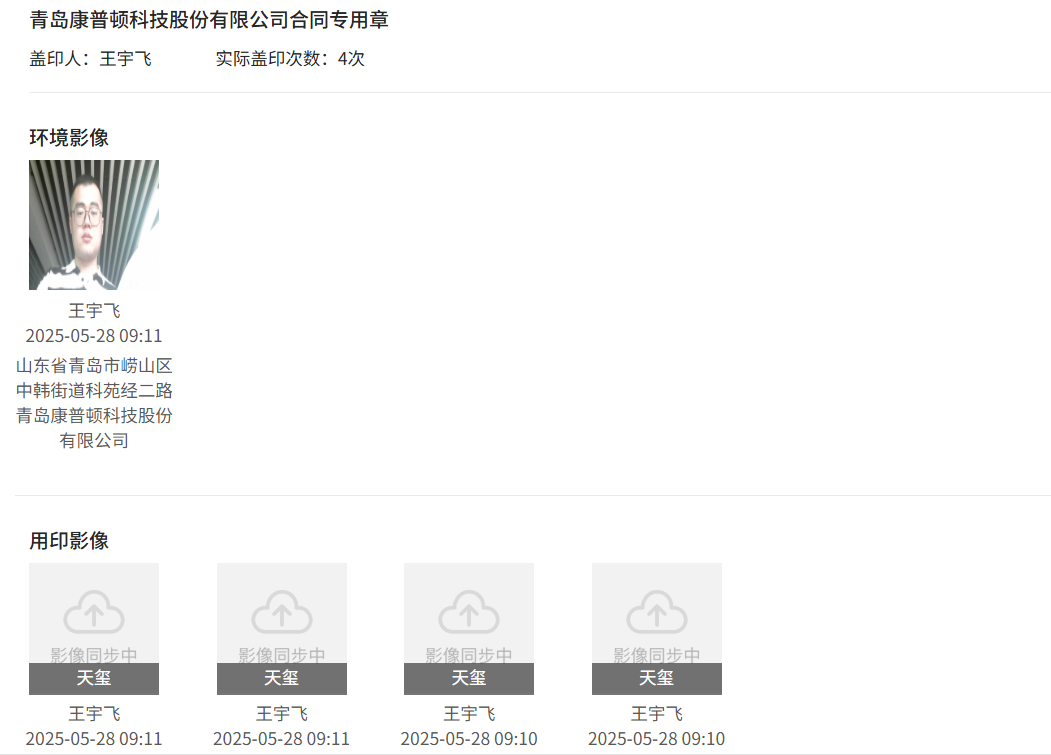 青岛康普顿科技股份有限公司合同专用章
盖印人：王宇飞 实际盖印次数：4次
环境影像
王宇飞
2025-05-28 09:11
山东省青岛市崂山区
中韩街道科苑经二路
青岛康普顿科技股份
有限公司
用印影像
影像同步中 影像同步中 影像同步中 影像同步中
天玺 天玺 天玺 天玺
王宇飞 王宇飞 王宇飞 王宇飞
2025-05-28 09:11 2025-05-28 09:11 2025-05-28 09:10 2025-05-28 09:10